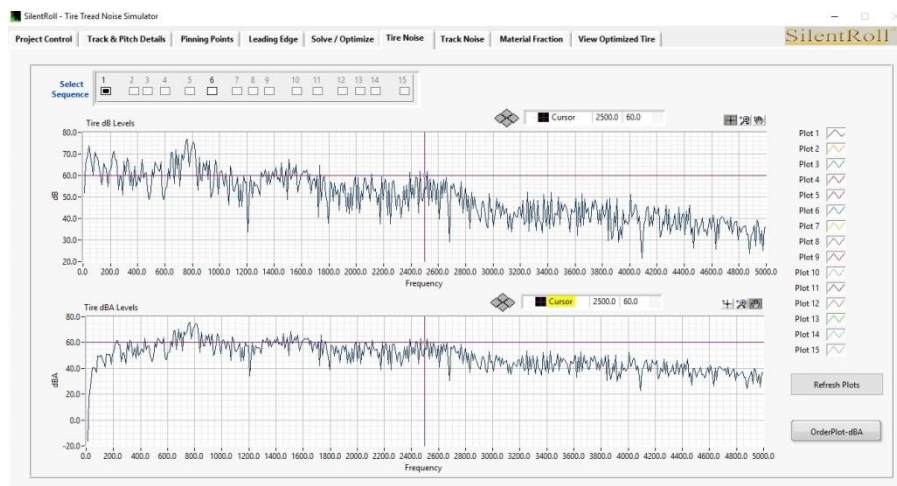 SilentRoll - Tire Tread Noise Simulator
Project Control Track & Pitch Details Pinning Points Leading Edge Solve / Optimize Tire Noise Track Noise Material Fraction View Optimized Tire
SilentRoll
Select Sequence
1 2 3 4 5 6 7 8 9 10 11 12 13 14 15
Tire dB Levels
Cursor 2500.0 60.0
80.0
70.0
60.0
50.0
40.0
30.0
20.0
dB
0.0 200.0 400.0 600.0 800.0 1000.0 1200.0 1400.0 1600.0 1800.0 2000.0 2200.0 2400.0 2600.0 2800.0 3000.0 3200.0 3400.0 3600.0 3800.0 4000.0 4200.0 4400.0 4600.0 4800.0 5000.0
Frequency
Tire dBA Levels
Cursor 2500.0 60.0
80.0
60.0
40.0
20.0
0.0
-20.0
dBA
0.0 200.0 400.0 600.0 800.0 1000.0 1200.0 1400.0 1600.0 1800.0 2000.0 2200.0 2400.0 2600.0 2800.0 3000.0 3200.0 3400.0 3600.0 3800.0 4000.0 4200.0 4400.0 4600.0 4800.0 5000.0
Frequency
Plot 1
Plot 2
Plot 3
Plot 4
Plot 5
Plot 6
Plot 7
Plot 8
Plot 9
Plot 10
Plot 11
Plot 12
Plot 13
Plot 14
Plot 15
Refresh Plots
OrderPlot-dBA